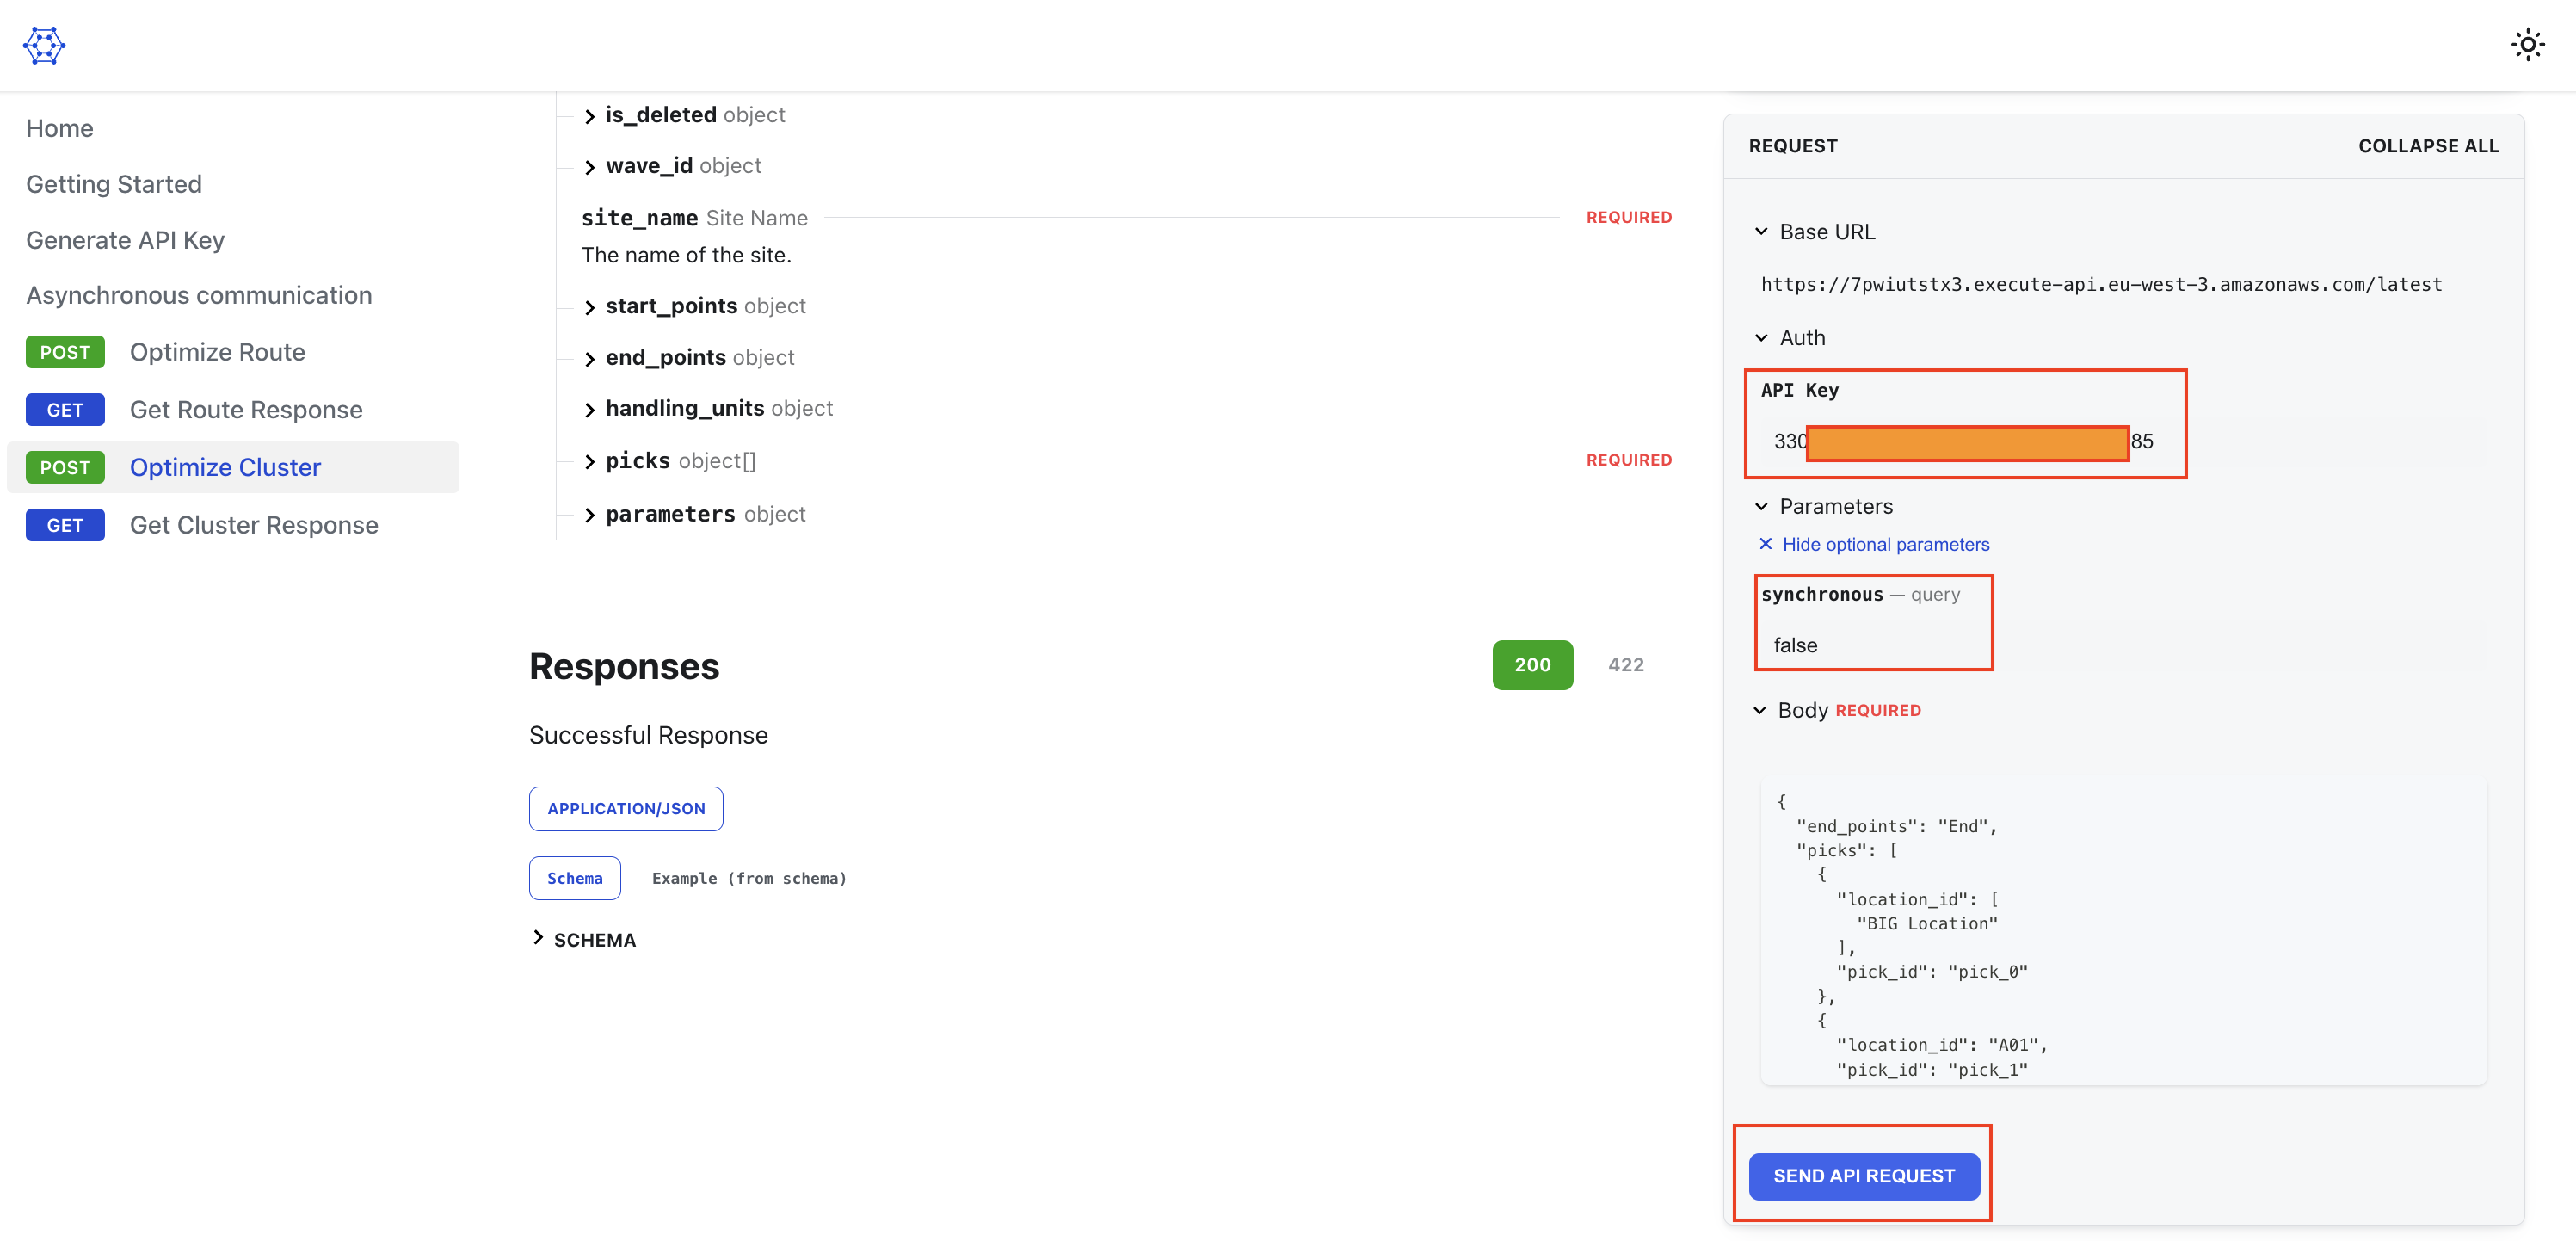 Home
Getting Started
Generate API Key
Asynchronous communication
POST Optimize Route
GET Get Route Response
POST Optimize Cluster
GET Get Cluster Response
is_deleted object
wave_id object
site_name Site Name REQUIRED
The name of the site.
start_points object
end_points object
handling_units object
picks object[] REQUIRED
parameters object
Responses 200 422
Successful Response
APPLICATION/JSON
Schema Example (from schema)
SCHEMA
REQUEST COLLAPSE ALL
Base URL
https://7pwiutstx3.execute-api.eu-west-3.amazonaws.com/latest
Auth
API Key
330 85
Parameters
Hide optional parameters
synchronous — query
false
Body REQUIRED
{
"end_points": "End",
"picks": [
{
"location_id": [
"BIG Location"
],
"pick_id": "pick_0"
},
{
"location_id": "A01",
"pick_id": "pick_1"
SEND API REQUEST